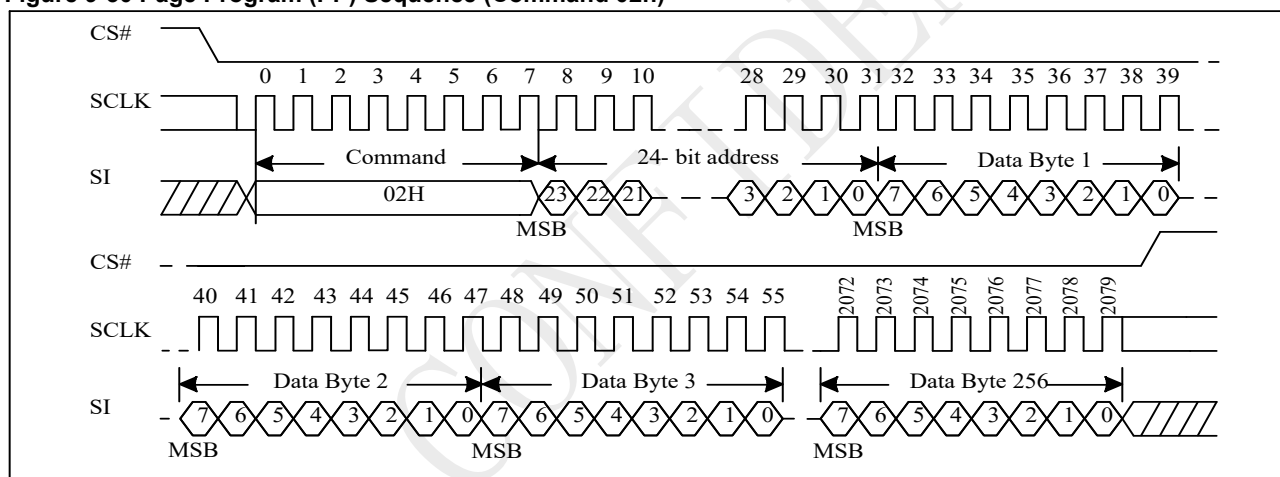 Figure 9-30 Page Program (PP) Sequence (Command 02H)
CS#
0 1 2 3 4 5 6 7 8 9 10 28 29 30 31 32 33 34 35 36 37 38 39
SCLK
Command 24- bit address Data Byte 1
SI
02H 23 22 21 3 2 1 0 7 6 5 4 3 2 1 0
MSB MSB
CS#
40 41 42 43 44 45 46 47 48 49 50 51 52 53 54 55 2072 2073 2074 2075 2076 2077 2078 2079
SCLK
Data Byte 2 Data Byte 3 Data Byte 256
SI
7 6 5 4 3 2 1 0 7 6 5 4 3 2 1 0 7 6 5 4 3 2 1 0
MSB MSB MSB